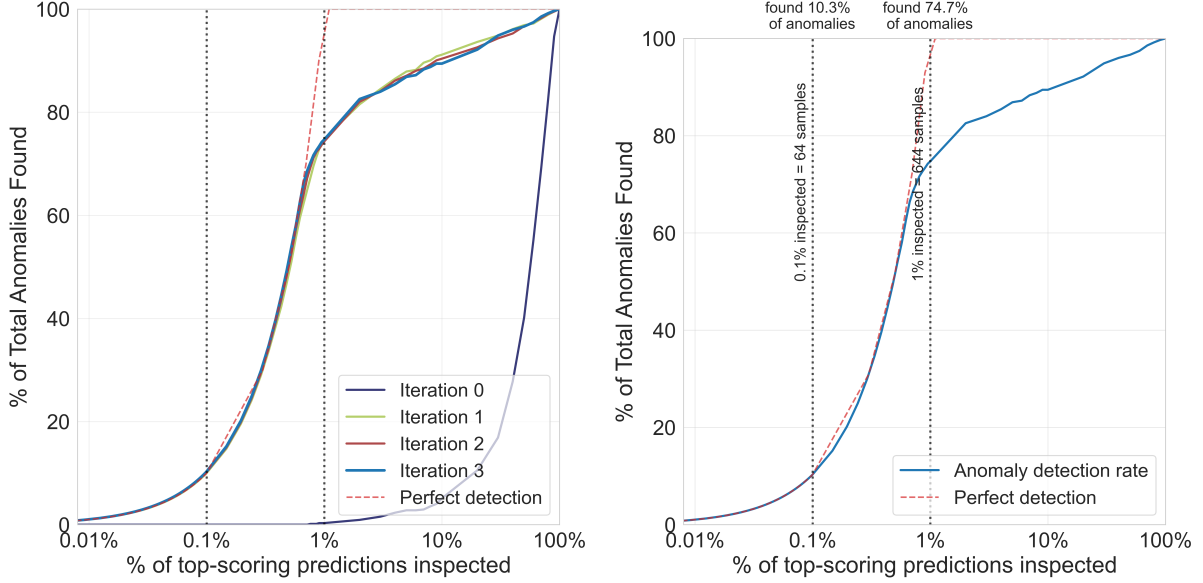 % of Total Anomalies Found
100
80
60
40
20
0
0.01%
0.1%
1%
10%
100%
% of top-scoring predictions inspected
Iteration 0
Iteration 1
Iteration 2
Iteration 3
Perfect detection
found 10.3%
of anomalies
found 74.7%
of anomalies
% of Total Anomalies Found
100
80
60
40
20
0
0.1% inspected = 64 samples
1% inspected = 644 samples
0.01%
0.1%
1%
10%
100%
% of top-scoring predictions inspected
Anomaly detection rate
Perfect detection